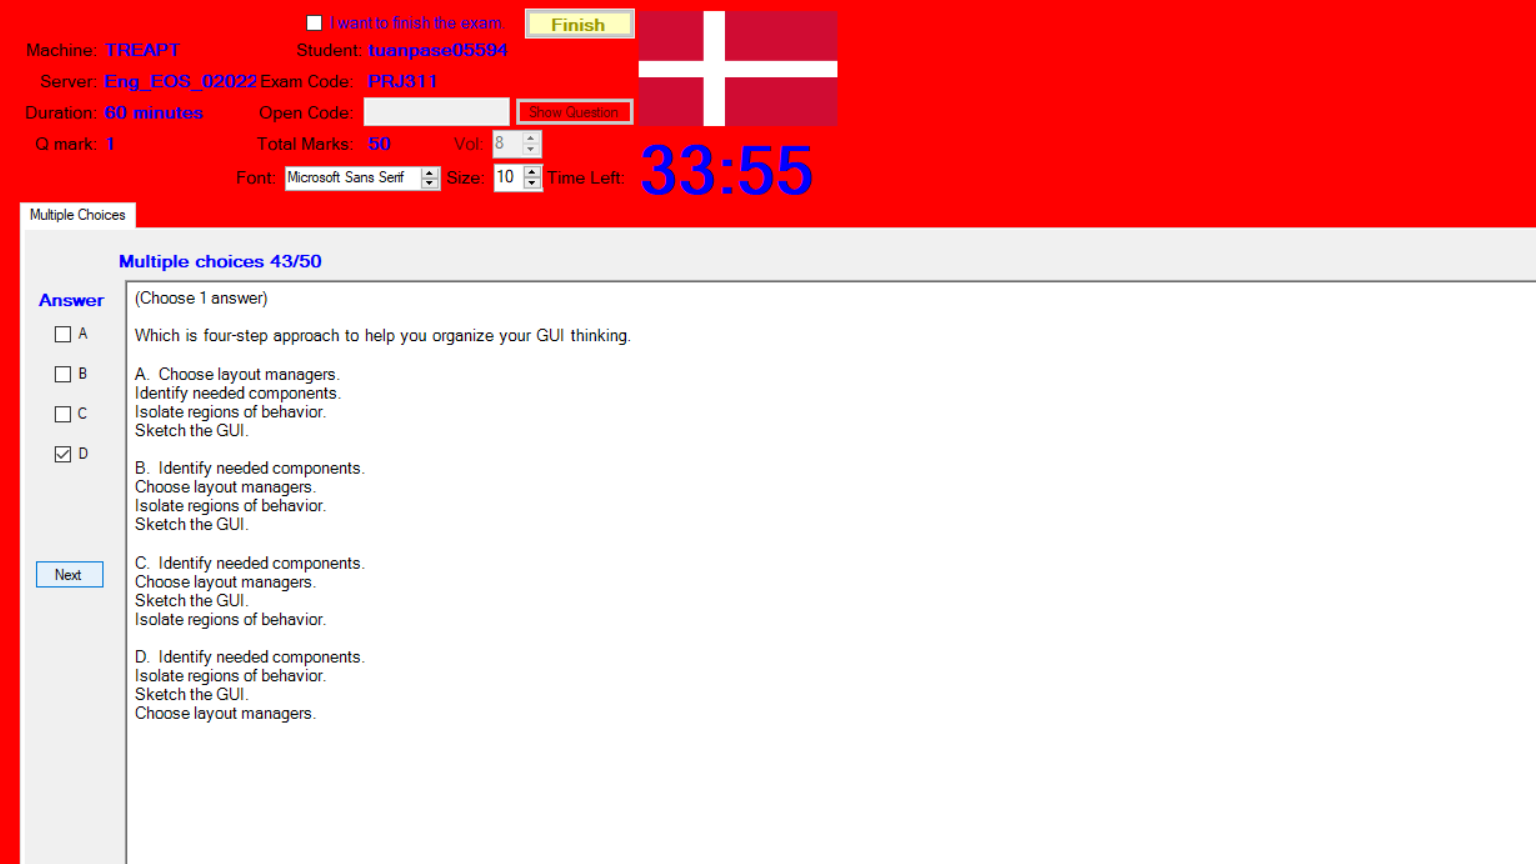 I want to finish the exam.
Finish
Machine: TREAPT
Student: tuanpase05594
Server: Eng_EOS_02022
Exam Code: PRJ311
Duration: 60 minutes
Open Code:
Show Question
Q mark: 1
Total Marks: 50
Vol: 8
Font: Microsoft Sans Serif
Size: 10
Time Left: 33:55
Multiple Choices
Multiple choices 43/50
Answer
A
B
C
D
Next
(Choose 1 answer)
Which is four-step approach to help you organize your GUI thinking.
A. Choose layout managers.
Identify needed components.
Isolate regions of behavior.
Sketch the GUI.
B. Identify needed components.
Choose layout managers.
Isolate regions of behavior.
Sketch the GUI.
C. Identify needed components.
Choose layout managers.
Sketch the GUI.
Isolate regions of behavior.
D. Identify needed components.
Isolate regions of behavior.
Sketch the GUI.
Choose layout managers.